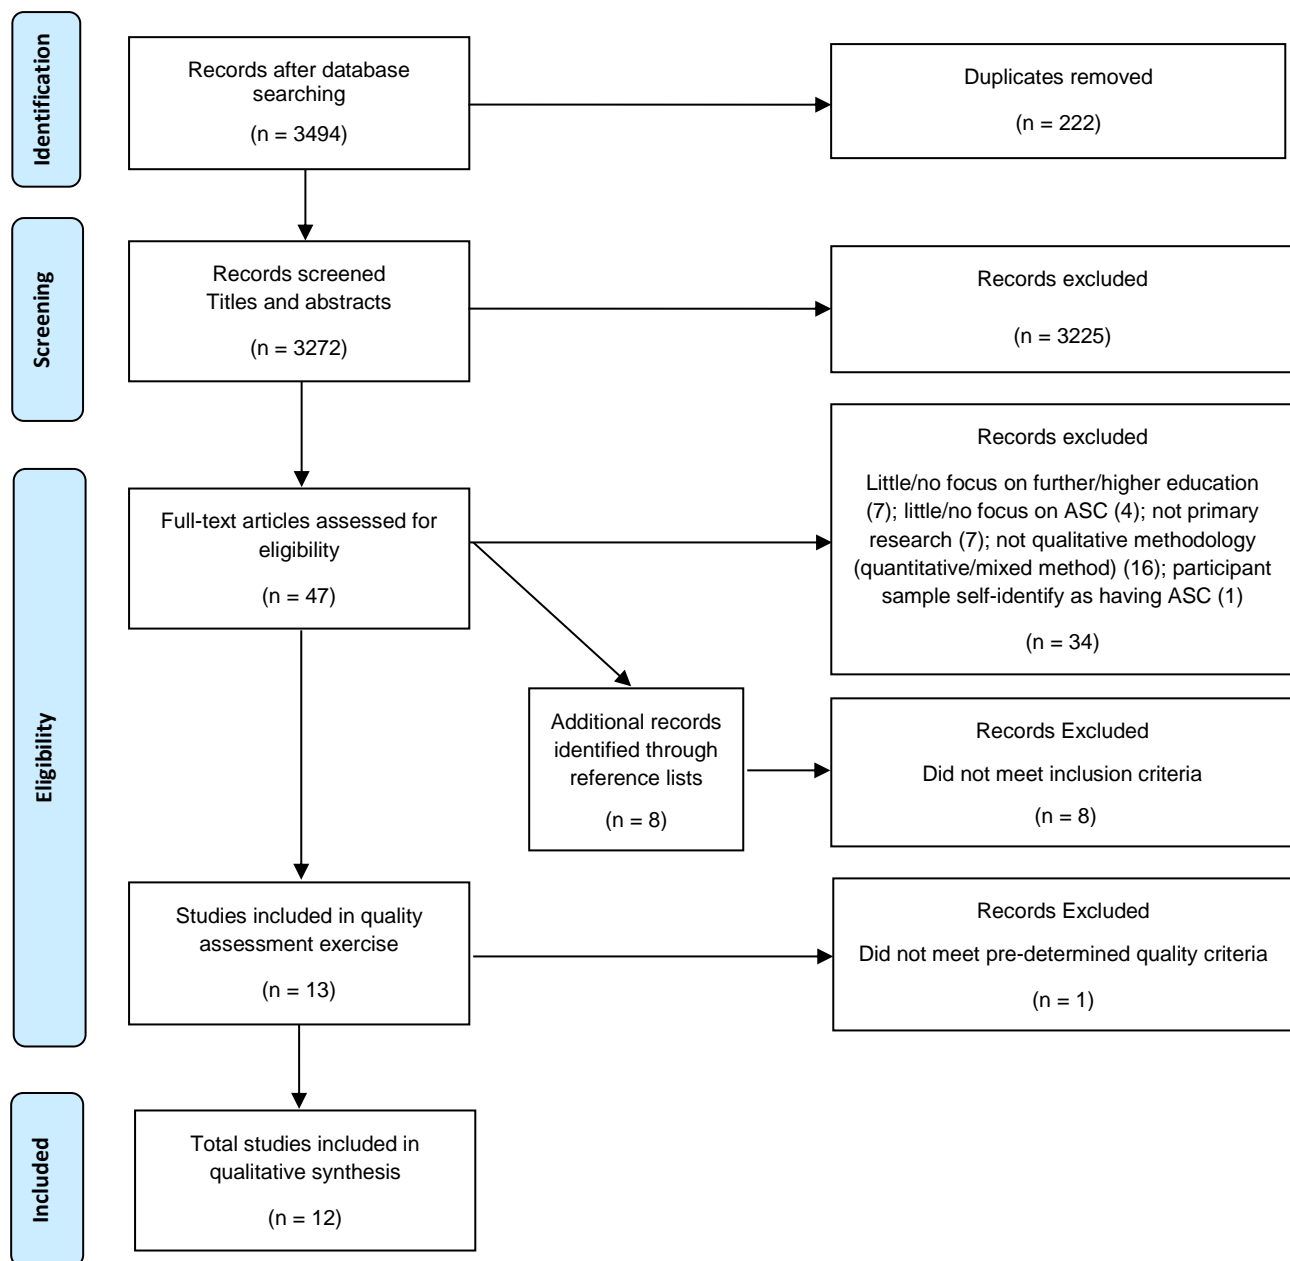 Identification
Records after database
searching
(n = 3494)
Duplicates removed
(n = 222)
Screening
Records screened
Titles and abstracts
(n = 3272)
Records excluded
(n = 3225)
Eligibility
Full-text articles assessed for
eligibility
(n = 47)
Records excluded
Little/no focus on further/higher education
(7); little/no focus on ASC (4); not primary
research (7); not qualitative methodology
(quantitative/mixed method) (16); participant
sample self-identify as having ASC (1)
(n = 34)
Additional records
identified through
reference lists
(n = 8)
Records Excluded
Did not meet inclusion criteria
(n = 8)
Studies included in quality
assessment exercise
(n = 13)
Records Excluded
Did not meet pre-determined quality criteria
(n = 1)
Included
Total studies included in
qualitative synthesis
(n = 12)